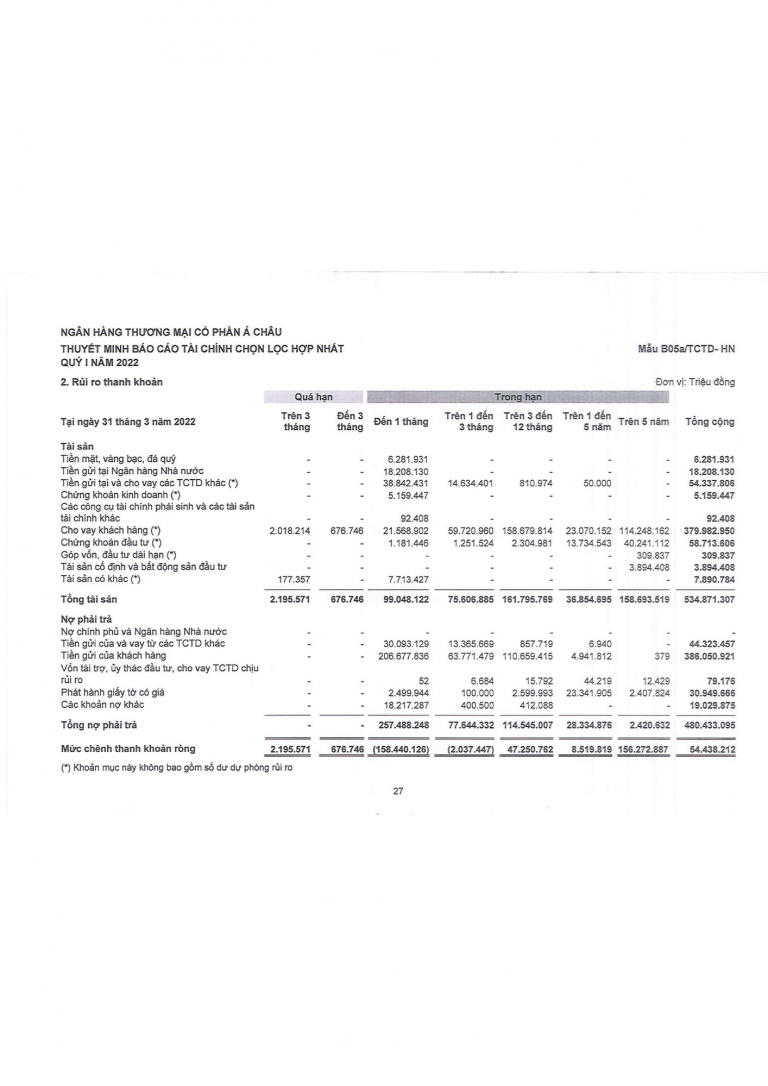 NGÂN HÀNG THƯƠNG MẠI CỔ PHẦN Á CHÂU
THUYẾT MINH BÁO CÁO TÀI CHÍNH CHỌN LỌC HỢP NHẤT Mẫu B05a/TCTD- HN
QUÝ I NĂM 2022
2. Rủi ro thanh khoản Đơn vị: Triệu đồng
Quá hạn Trong hạn
Tại ngày 31 tháng 3 năm 2022 Trên 3 tháng Đến 3 tháng Đến 1 tháng Trên 1 đến 3 tháng Trên 3 đến 12 tháng Trên 1 đến 5 năm Trên 5 năm Tổng cộng
Tài sản
Tiền mặt, vàng bạc, đá quý - - 6.281.931 - - - - 6.281.931
Tiền gửi tại Ngân hàng Nhà nước - - 18.208.130 - - - - 18.208.130
Tiền gửi tại và cho vay các TCTD khác (*) - - 38.842.431 14.634.401 810.974 50.000 - 54.337.806
Chứng khoán kinh doanh (*) - - 5.159.447 - - - - 5.159.447
Các công cụ tài chính phái sinh và các tài sản
tài chính khác - - 92.408 - - - - 92.408
Cho vay khách hàng (*) 2.018.214 676.746 21.568.902 59.720.960 158.679.814 23.070.152 114.248.162 379.982.950
Chứng khoán đầu tư (*) - - 1.181.446 1.251.524 2.304.981 13.734.543 40.241.112 58.713.606
Góp vốn, đầu tư dài hạn (*) - - - - - - 309.837 309.837
Tài sản cố định và bất động sản đầu tư - - - - - - 3.894.408 3.894.408
Tài sản có khác (*) 177.357 - 7.713.427 - - - - 7.890.784
Tổng tài sản 2.195.571 676.746 99.048.122 75.606.885 161.795.769 36.854.695 158.693.519 534.871.307
Nợ phải trả
Nợ chính phủ và Ngân hàng Nhà nước - - - - - - - -
Tiền gửi của và vay từ các TCTD khác - - 30.093.129 13.365.669 857.719 6.940 - 44.323.457
Tiền gửi của khách hàng - - 206.677.836 63.771.479 110.659.415 4.941.812 379 386.050.921
Vốn tài trợ, ủy thác đầu tư, cho vay TCTD chịu
rủi ro - - 52 6.684 15.792 44.219 12.429 79.176
Phát hành giấy tờ có giá - - 2.499.944 100.000 2.599.993 23.341.905 2.407.824 30.949.666
Các khoản nợ khác - - 18.217.287 400.500 412.088 - - 19.029.875
Tổng nợ phải trả - - 257.488.248 77.644.332 114.545.007 28.334.876 2.420.632 480.433.095
Mức chênh thanh khoản ròng 2.195.571 676.746 (158.440.126) (2.037.447) 47.250.762 8.519.819 156.272.887 54.438.212
(*) Khoản mục này không bao gồm số dư dự phòng rủi ro
27